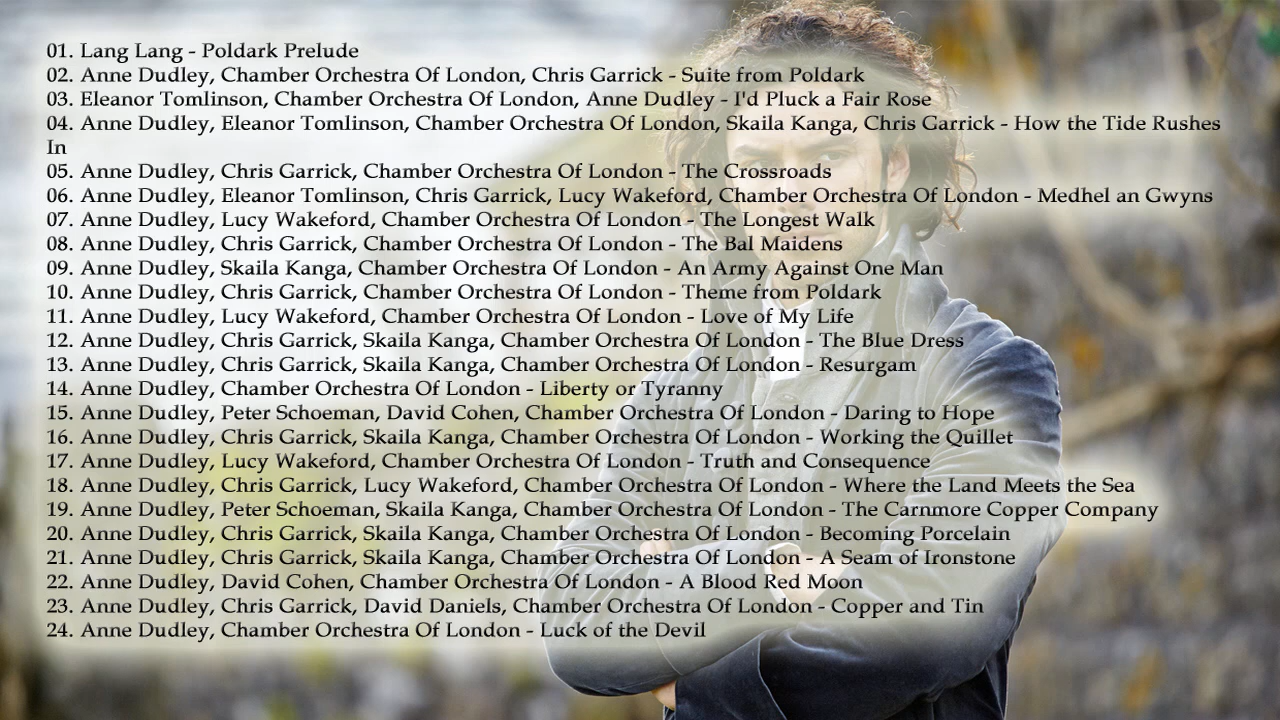 01. Lang Lang - Poldark Prelude
02. Anne Dudley, Chamber Orchestra Of London, Chris Garrick - Suite from Poldark
03. Eleanor Tomlinson, Chamber Orchestra Of London, Anne Dudley - I'd Pluck a Fair Rose
04. Anne Dudley, Eleanor Tomlinson, Chamber Orchestra Of London, Skaila Kanga, Chris Garrick - How the Tide Rushes
In
05. Anne Dudley, Chris Garrick, Chamber Orchestra Of London - The Crossroads
06. Anne Dudley, Eleanor Tomlinson, Chris Garrick, Lucy Wakeford, Chamber Orchestra Of London - Medhel an Gwyns
07. Anne Dudley, Lucy Wakeford, Chamber Orchestra Of London - The Longest Walk
08. Anne Dudley, Chris Garrick, Chamber Orchestra Of London - The Bal Maidens
09. Anne Dudley, Skaila Kanga, Chamber Orchestra Of London - An Army Against One Man
10. Anne Dudley, Chris Garrick, Chamber Orchestra Of London - Theme from Poldark
11. Anne Dudley, Lucy Wakeford, Chamber Orchestra Of London - Love of My Life
12. Anne Dudley, Chris Garrick, Skaila Kanga, Chamber Orchestra Of London - The Blue Dress
13. Anne Dudley, Chris Garrick, Skaila Kanga, Chamber Orchestra Of London - Resurgam
14. Anne Dudley, Chamber Orchestra Of London - Liberty or Tyranny
15. Anne Dudley, Peter Schoeman, David Cohen, Chamber Orchestra Of London - Daring to Hope
16. Anne Dudley, Chris Garrick, Skaila Kanga, Chamber Orchestra Of London - Working the Quillet
17. Anne Dudley, Lucy Wakeford, Chamber Orchestra Of London - Truth and Consequence
18. Anne Dudley, Chris Garrick, Lucy Wakeford, Chamber Orchestra Of London - Where the Land Meets the Sea
19. Anne Dudley, Peter Schoeman, Skaila Kanga, Chamber Orchestra Of London - The Carnmore Copper Company
20. Anne Dudley, Chris Garrick, Skaila Kanga, Chamber Orchestra Of London - Becoming Porcelain
21. Anne Dudley, Chris Garrick, Skaila Kanga, Chamber Orchestra Of London - A Seam of Ironstone
22. Anne Dudley, David Cohen, Chamber Orchestra Of London - A Blood Red Moon
23. Anne Dudley, Chris Garrick, David Daniels, Chamber Orchestra Of London - Copper and Tin
24. Anne Dudley, Chamber Orchestra Of London - Luck of the Devil